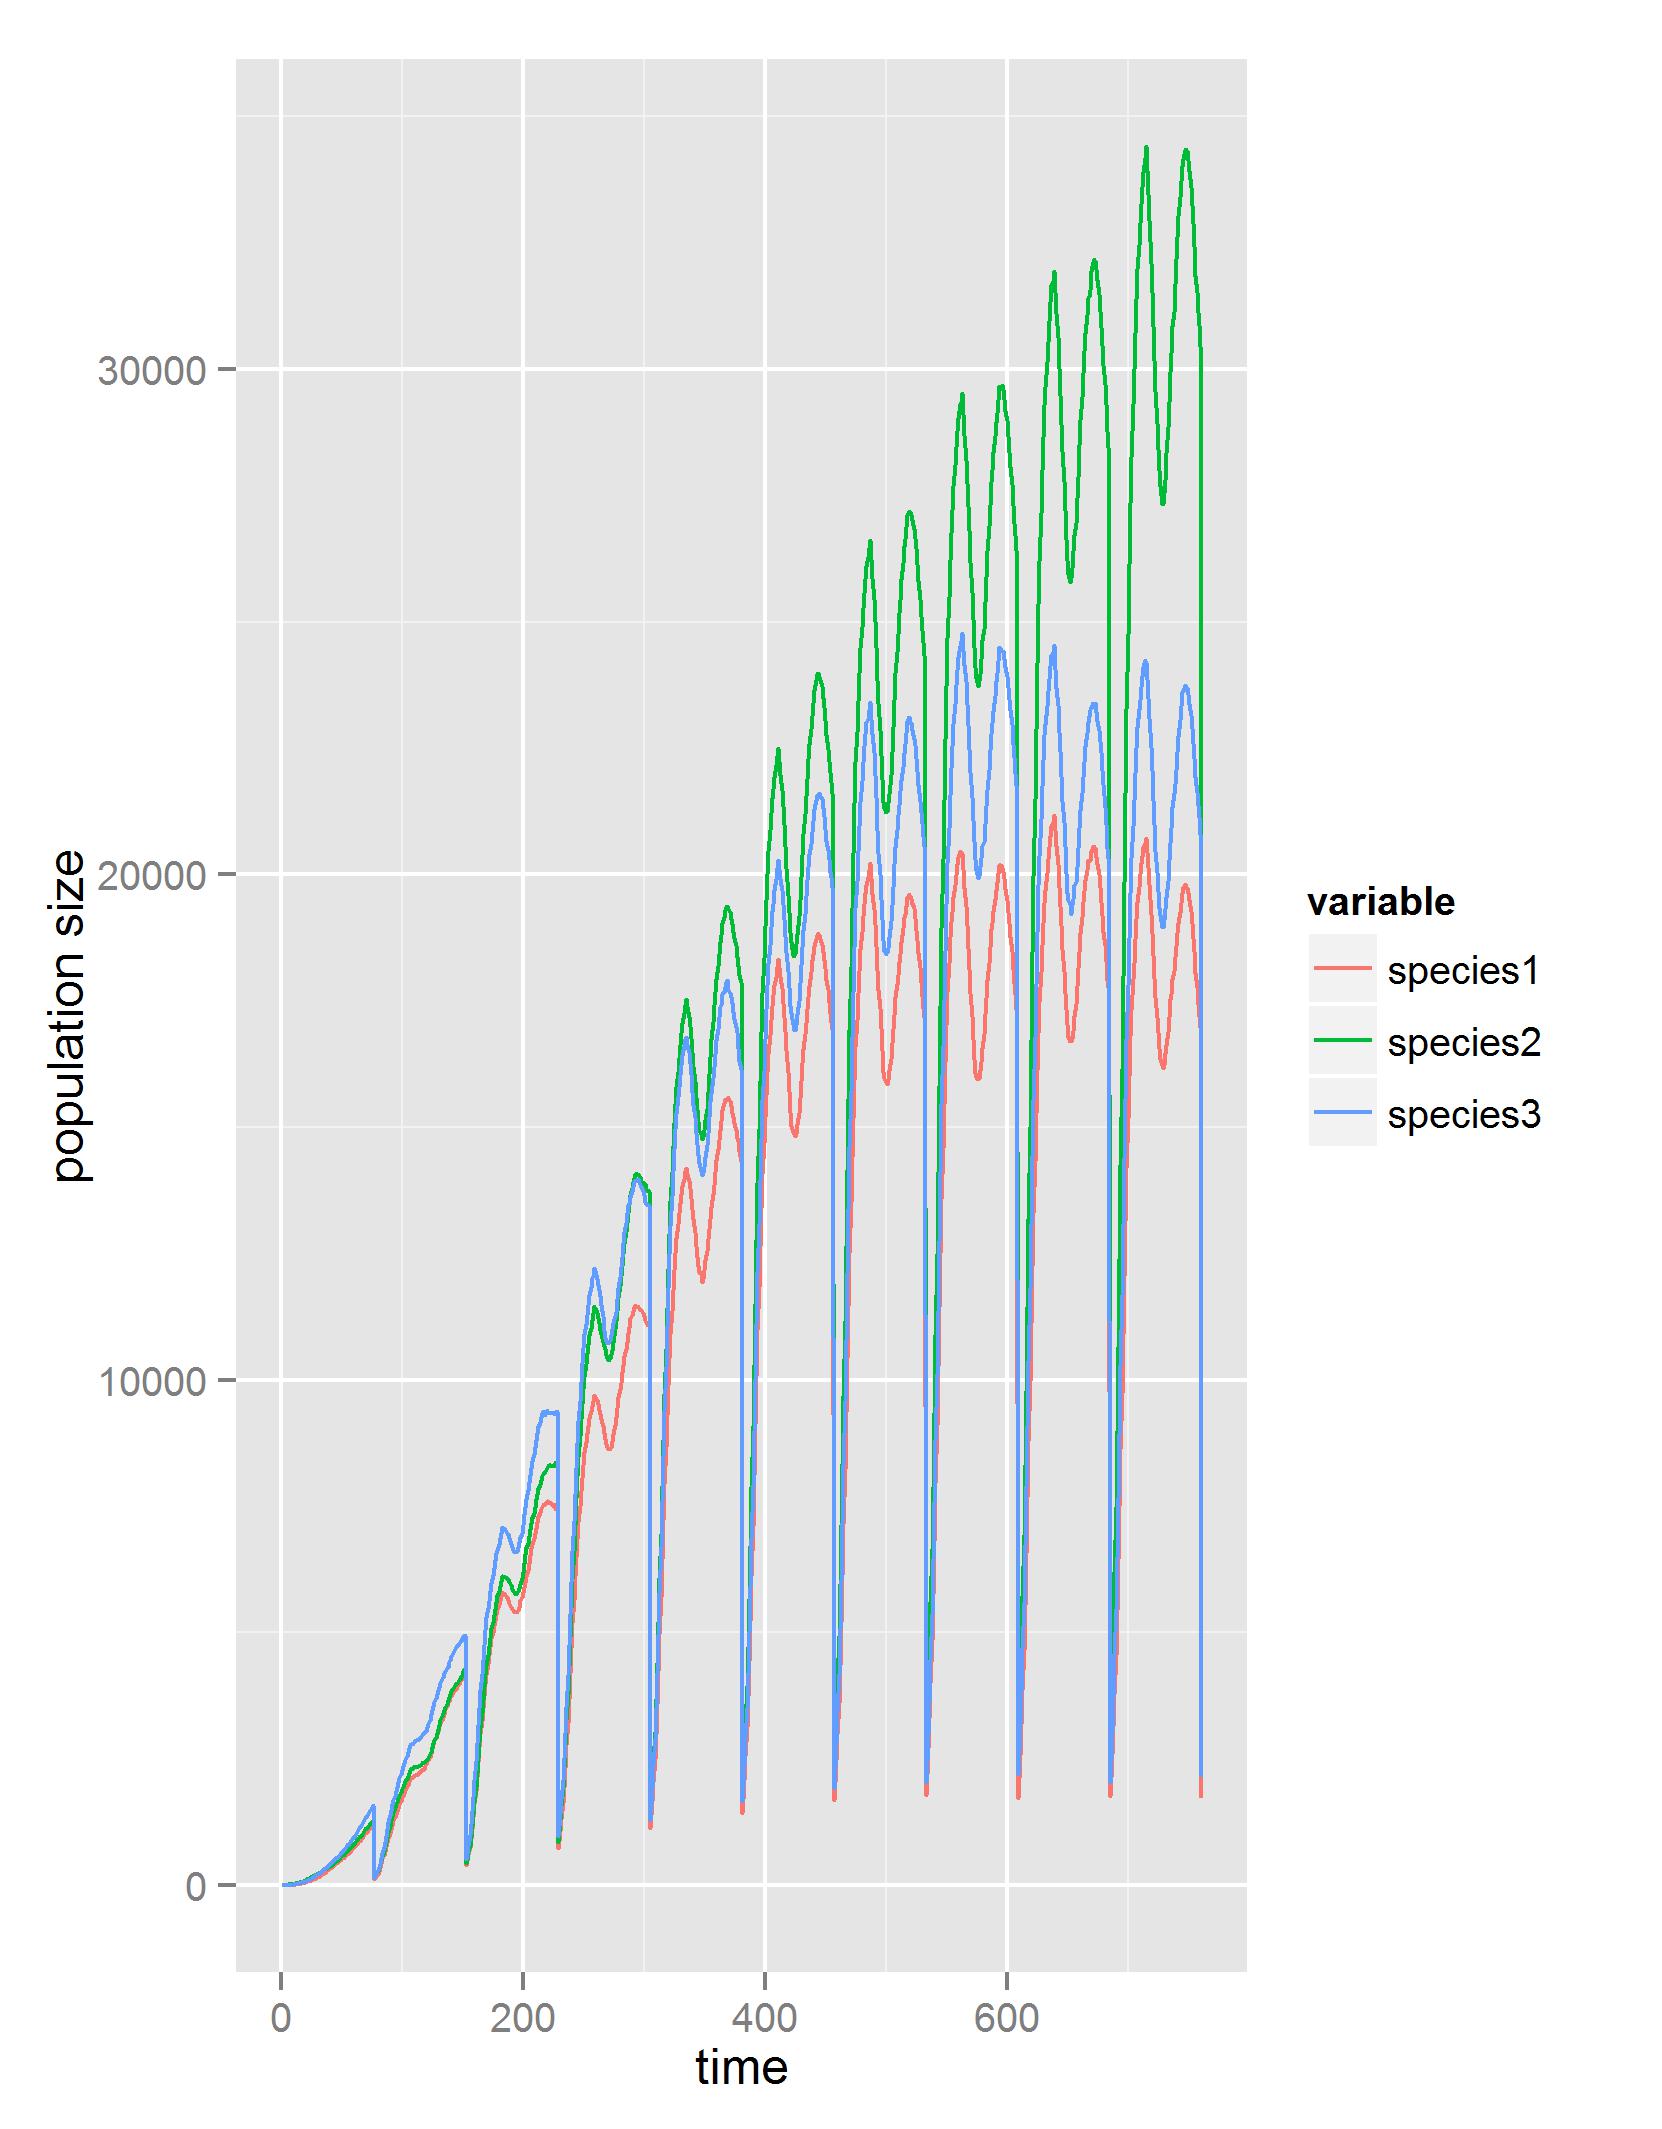 population size
30000
20000
10000
0
0 200 400 600
time
variable
species1
species2
species3